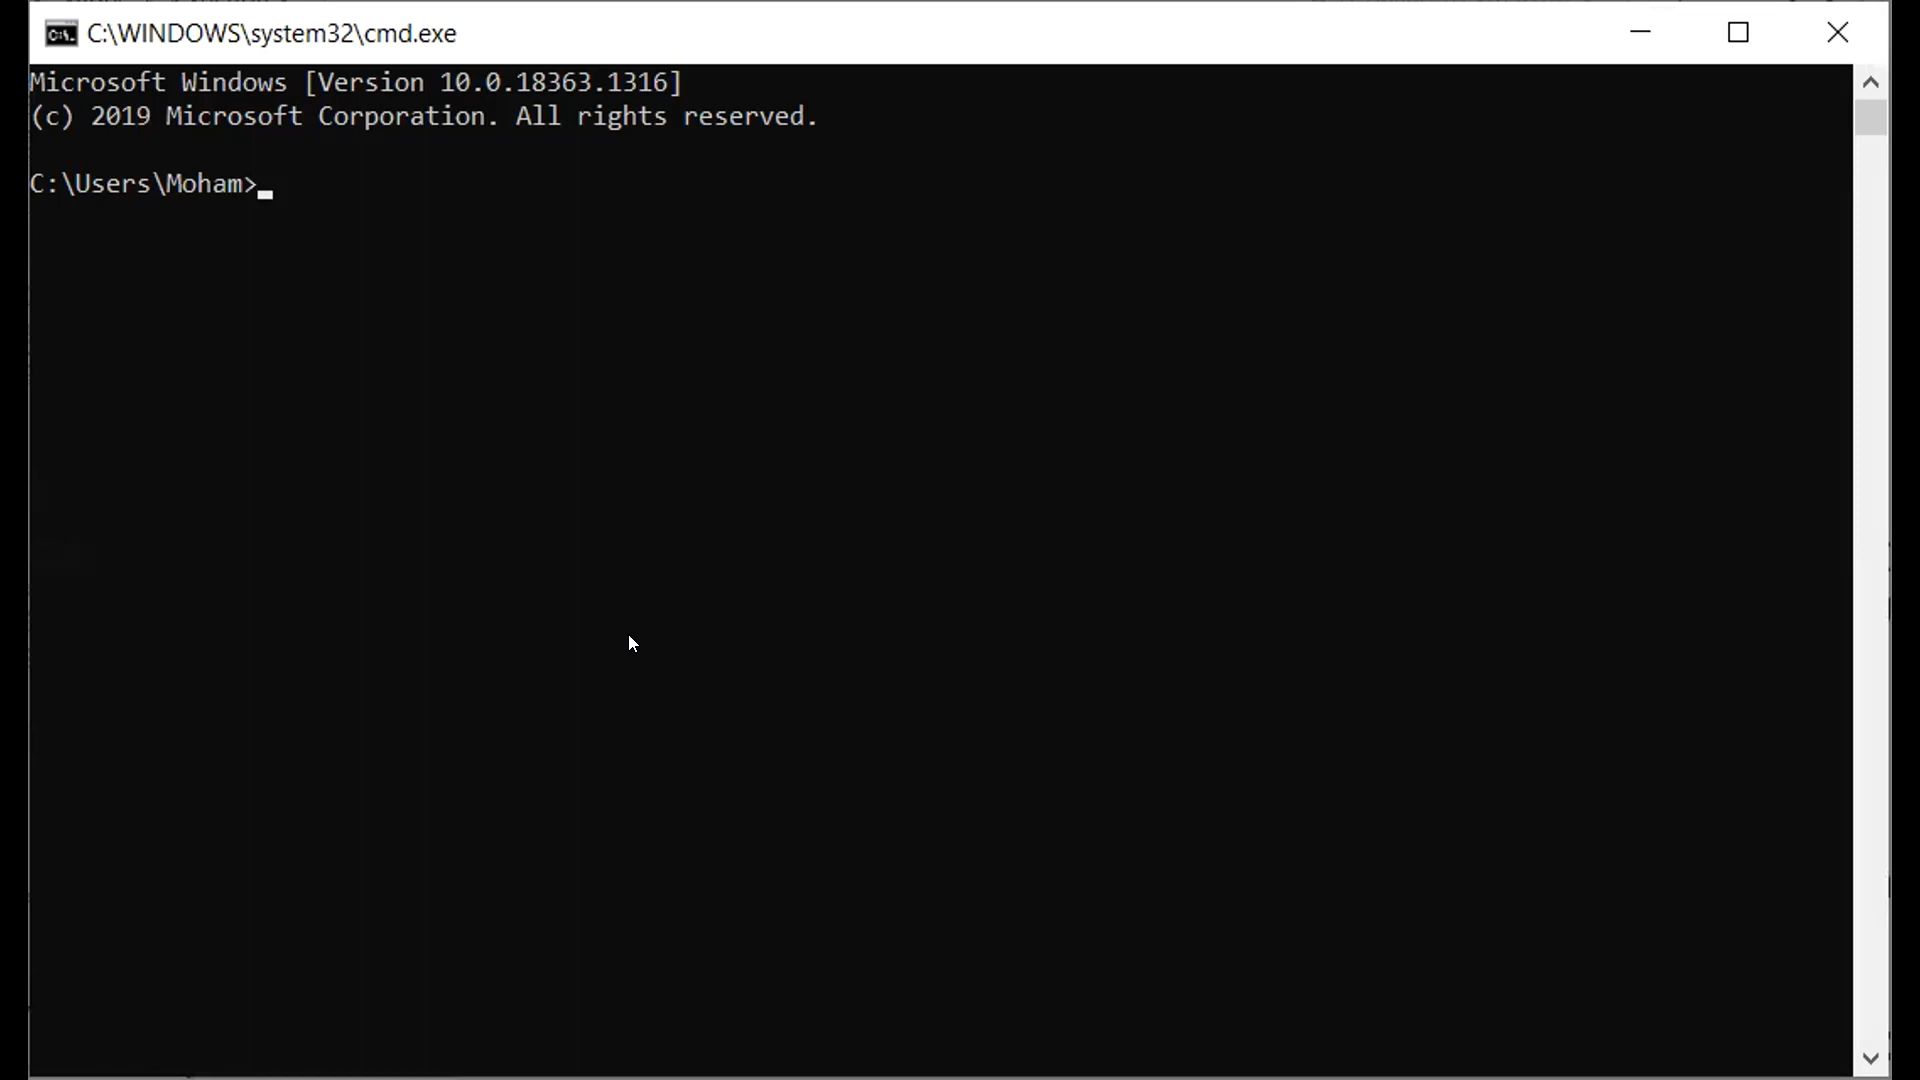 C:\WINDOWS\system32\cmd.exe
Microsoft Windows [Version 10.0.18363.1316]
(c) 2019 Microsoft Corporation. All rights reserved.
C:\Users\Moham>